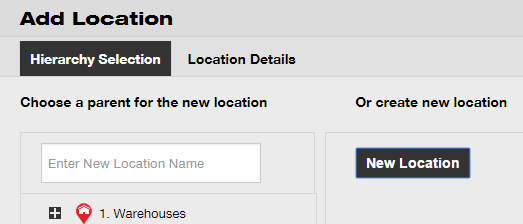 Add Location
Hierarchy Selection
Location Details
Choose a parent for the new location
Or create new location
Enter New Location Name
New Location
1. Warehouses